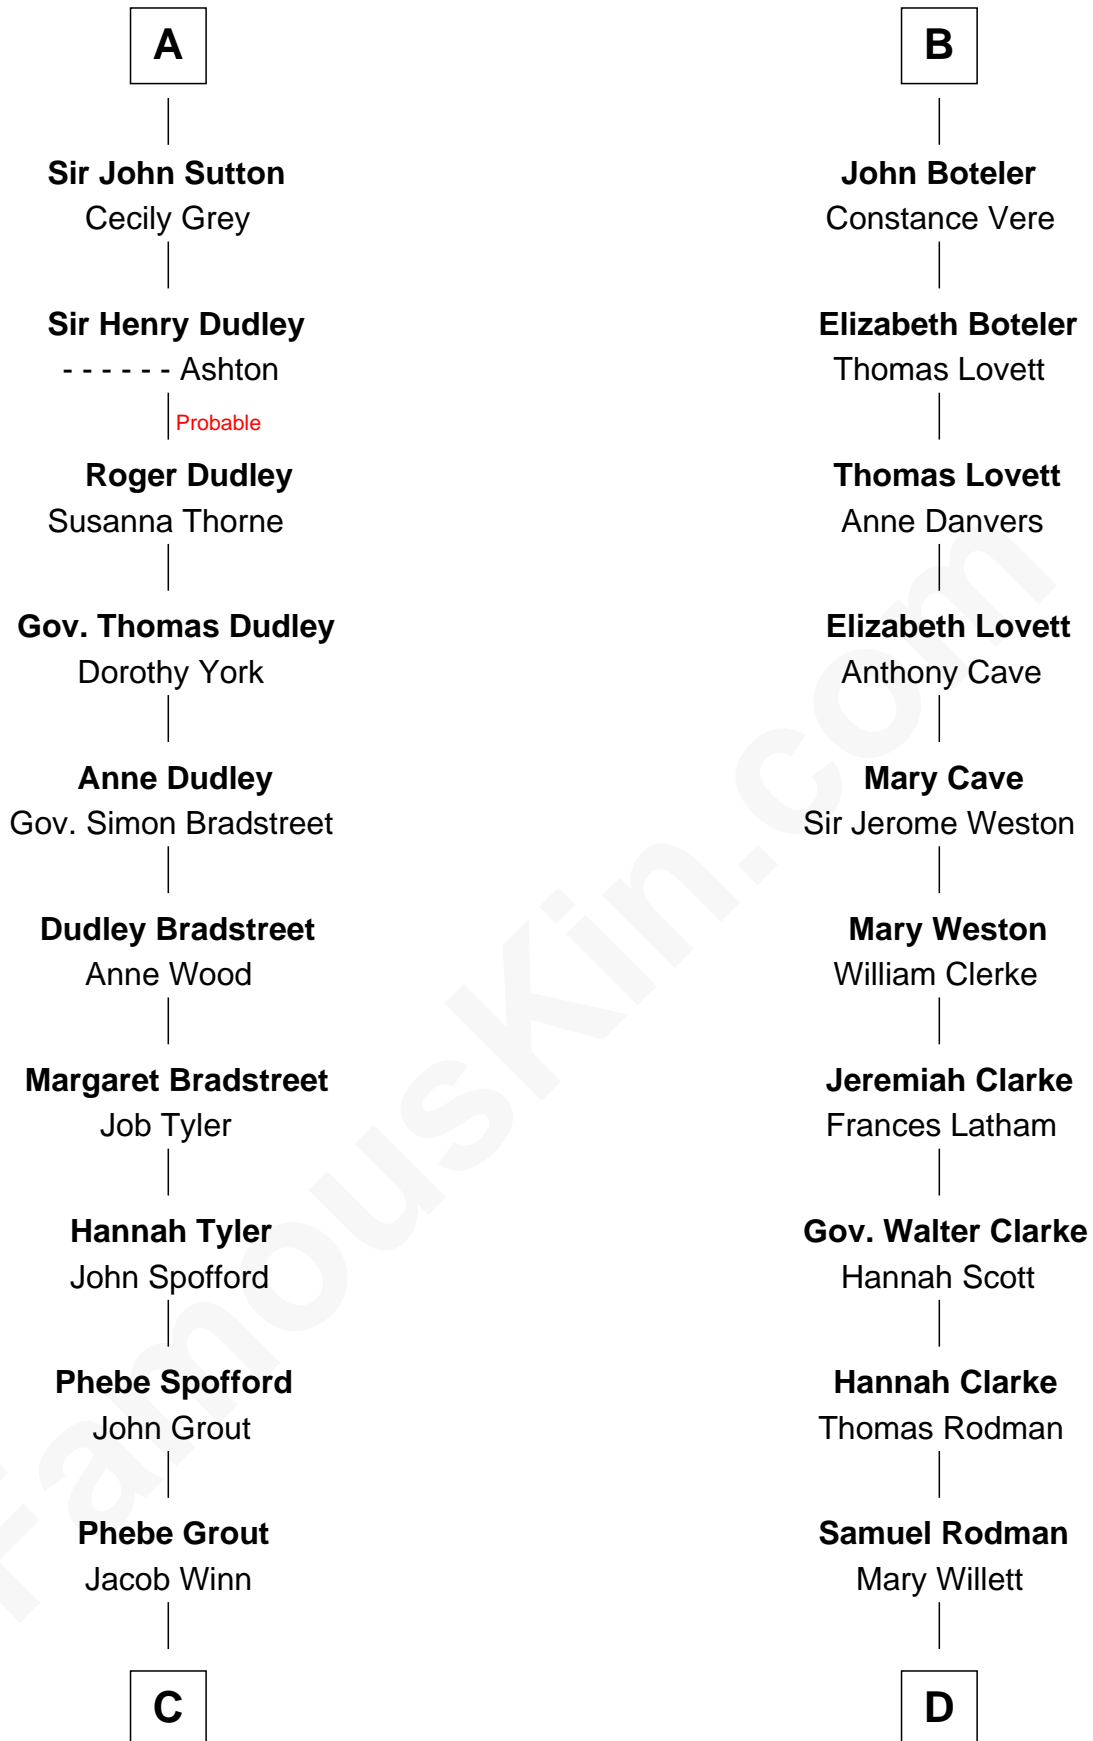 A
Sir John Sutton
Cecily Grey
Sir Henry Dudley
- - - - - - Ashton
Probable
Roger Dudley
Susanna Thorne
Gov. Thomas Dudley
Dorothy York
Anne Dudley
Gov. Simon Bradstreet
Dudley Bradstreet
Anne Wood
Margaret Bradstreet
Job Tyler
Hannah Tyler
John Spofford
Phebe Spofford
John Grout
Phebe Grout
Jacob Winn
C
B
John Boteler
Constance Vere
Elizabeth Boteler
Thomas Lovett
Thomas Lovett
Anne Danvers
Elizabeth Lovett
Anthony Cave
Mary Cave
Sir Jerome Weston
Mary Weston
William Clerke
Jeremiah Clarke
Frances Latham
Gov. Walter Clarke
Hannah Scott
Hannah Clarke
Thomas Rodman
Samuel Rodman
Mary Willett
D
FamousKin.com